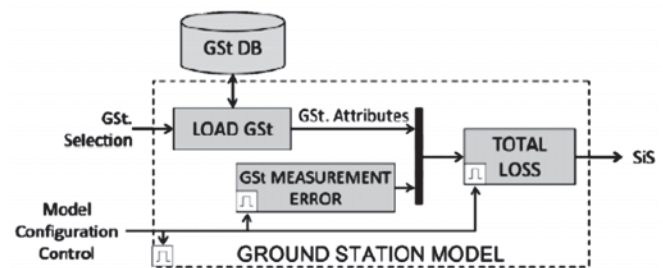 GSt DB
GSt.
Selection
LOAD GSt
GSt. Attributes
TOTAL
LOSS
SiS
GSt MEASUREMENT
ERROR
Model
Configuration
Control
GROUND STATION MODEL